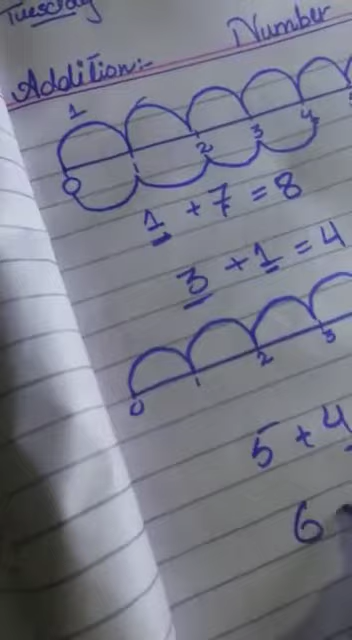 Tuesday
Number
Addition:-
1
0 1 2 3 4
1 + 7 = 8
3 + 1 = 4
0 1 2 3
5 + 4
6